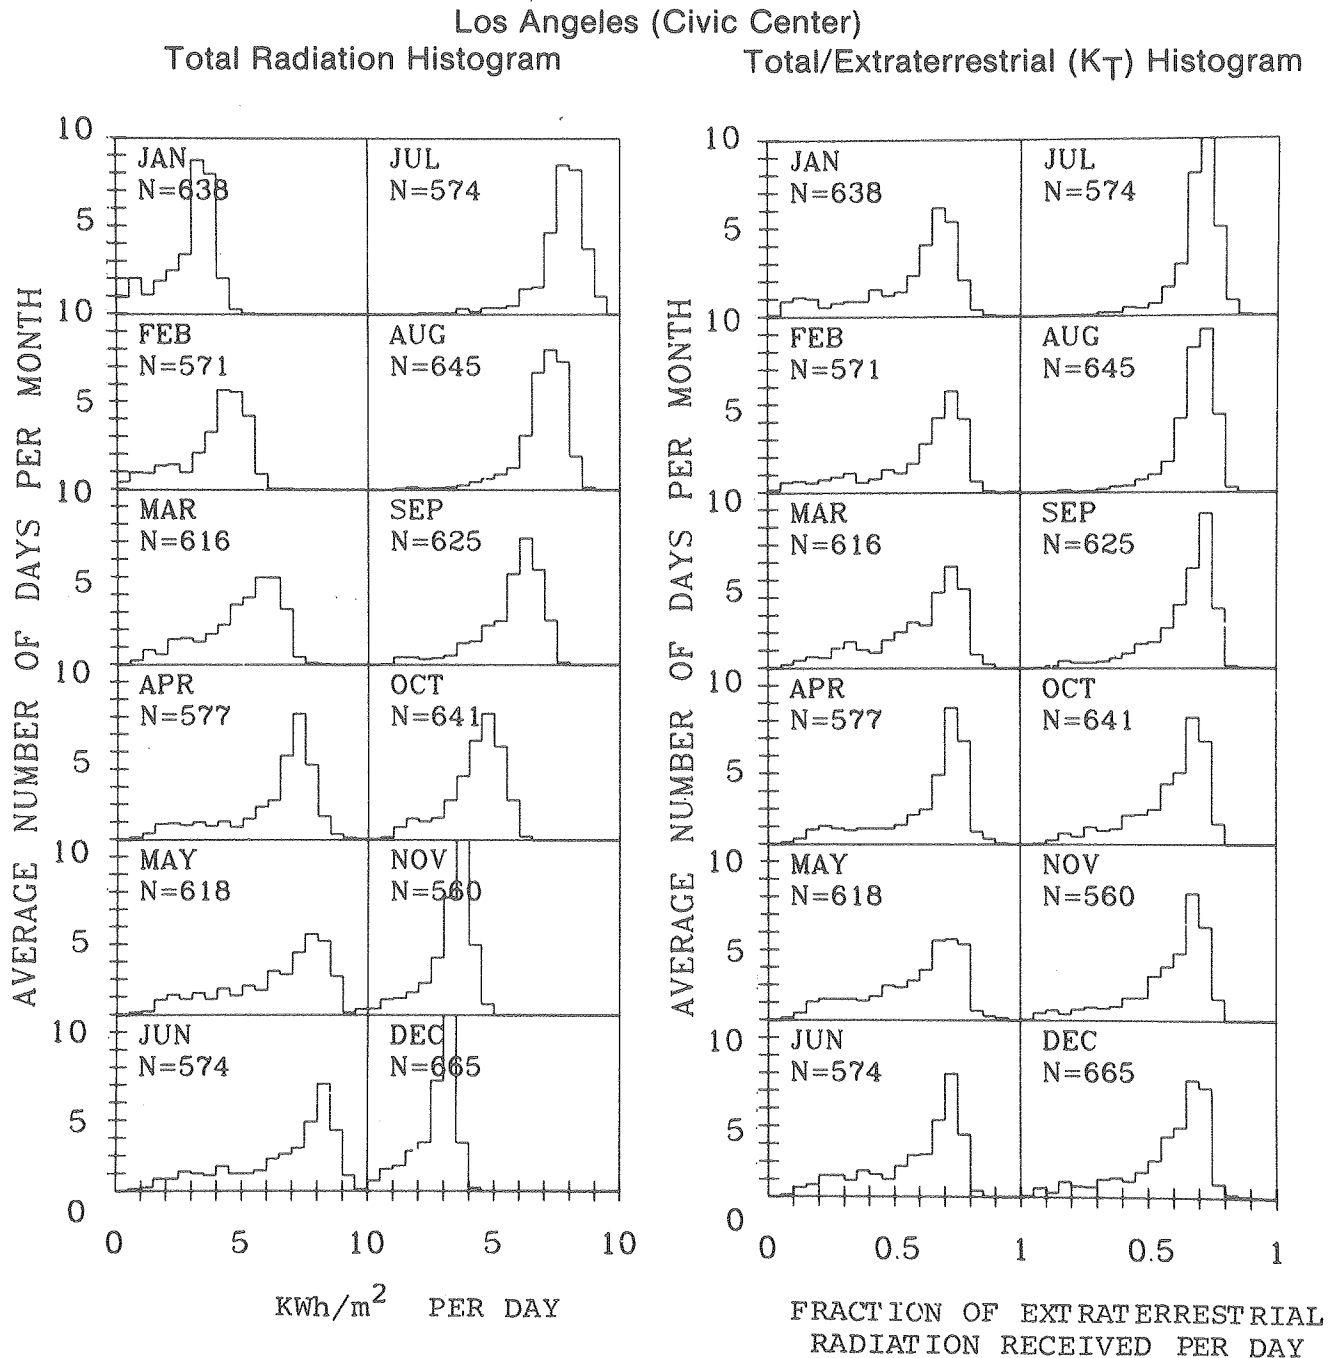 Los Angeles (Civic Center)
Total Radiation Histogram
Total/Extraterrestrial (KT) Histogram
AVERAGE NUMBER OF DAYS PER MONTH
10
5
10
5
10
5
10
5
10
5
10
5
0
JAN
N=638
JUL
N=574
FEB
N=571
AUG
N=645
MAR
N=616
SEP
N=625
APR
N=577
OCT
N=641
MAY
N=618
NOV
N=560
JUN
N=574
DEC
N=665
0 5 10 5 10
KWh/m2 PER DAY
AVERAGE NUMBER OF DAYS PER MONTH
10
5
10
5
10
5
10
5
10
5
10
5
0
JAN
N=638
JUL
N=574
FEB
N=571
AUG
N=645
MAR
N=616
SEP
N=625
APR
N=577
OCT
N=641
MAY
N=618
NOV
N=560
JUN
N=574
DEC
N=665
0 0.5 1 0.5 1
FRACTION OF EXTRATERRESTRIAL
RADIATION RECEIVED PER DAY